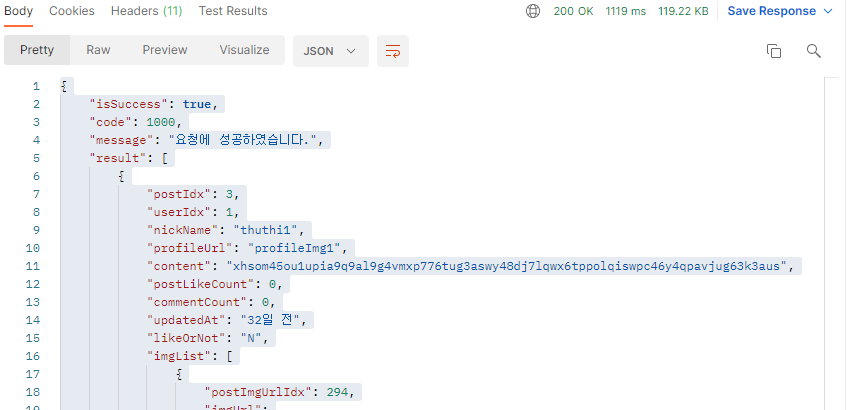 Body Cookies Headers (11) Test Results 200 OK 1119 ms 119.22 KB Save Response
Pretty Raw Preview Visualize JSON
1 {
2 "isSuccess": true,
3 "code": 1000,
4 "message": "요청에 성공하였습니다.",
5 "result": [
6 {
7 "postIdx": 3,
8 "userIdx": 1,
9 "nickName": "thuthi1",
10 "profileUrl": "profileImg1",
11 "content": "xhsom45ou1upia9q9al9g4vmxp776tug3aswy48dj7lqwx6tppolqiswpc46y4qpavjug63k3aus",
12 "postLikeCount": 0,
13 "commentCount": 0,
14 "updatedAt": "32일 전",
15 "likeOrNot": "N",
16 "imgList": [
17 {
18 "postImgUrlIdx": 294,
19 "imgUrl":